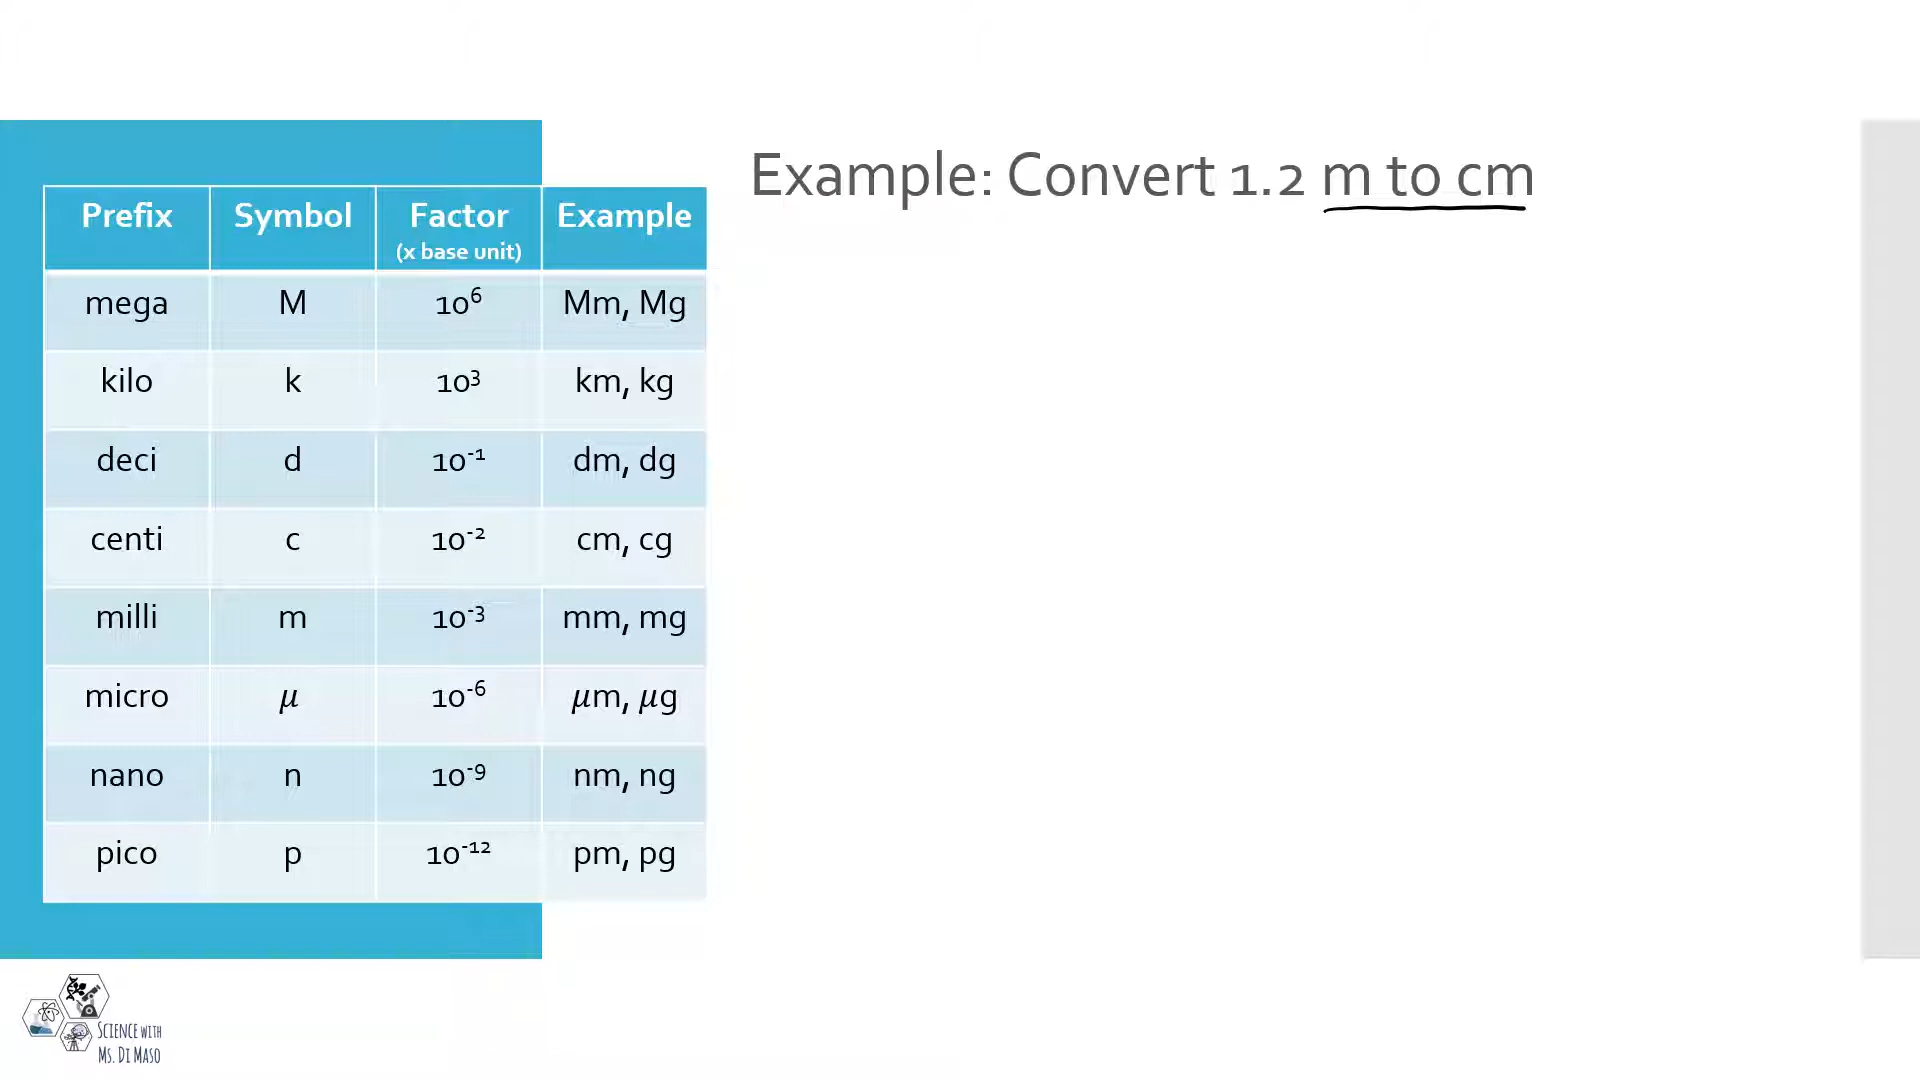 Example: Convert 1.2 m to cm
Prefix Symbol Factor (x base unit) Example
mega M 10⁶ Mm, Mg
kilo k 10³ km, kg
deci d 10⁻¹ dm, dg
centi c 10⁻² cm, cg
milli m 10⁻³ mm, mg
micro μ 10⁻⁶ μm, μg
nano n 10⁻⁹ nm, ng
pico p 10⁻¹² pm, pg
SCIENCE WITH
MS. DI MASO